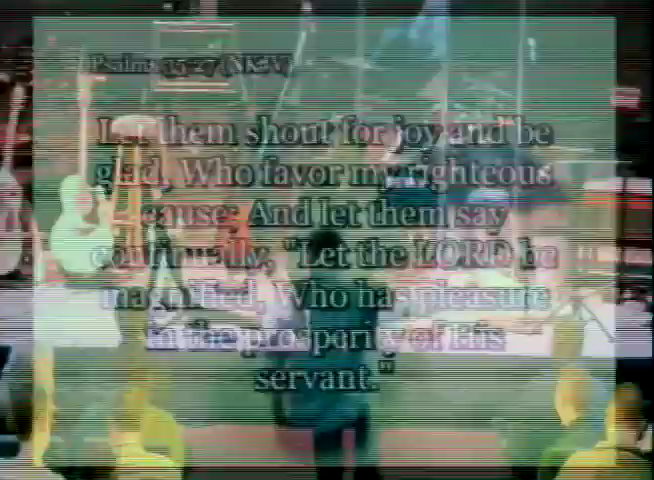 Psalms 35:27 (NKJV)
Let them shout for joy and be
glad, Who favor my righteous
cause; And let them say
continually, "Let the LORD be
magnified, Who has pleasure
in the prosperity of His
servant."